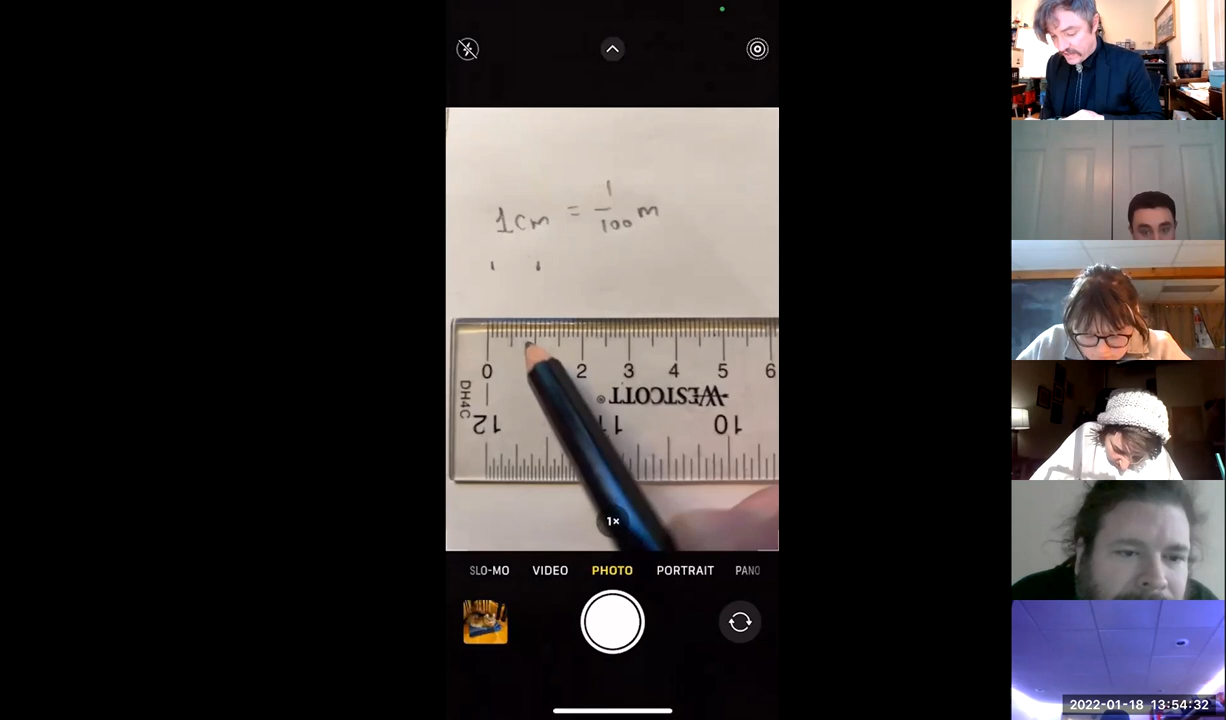 1cm = 1/100 m
0 2 3 4 5 6
WESTCOTT®
DH4C
12 11 10
1×
SLO-MO VIDEO PHOTO PORTRAIT PANO
2022-01-18 13:54:32